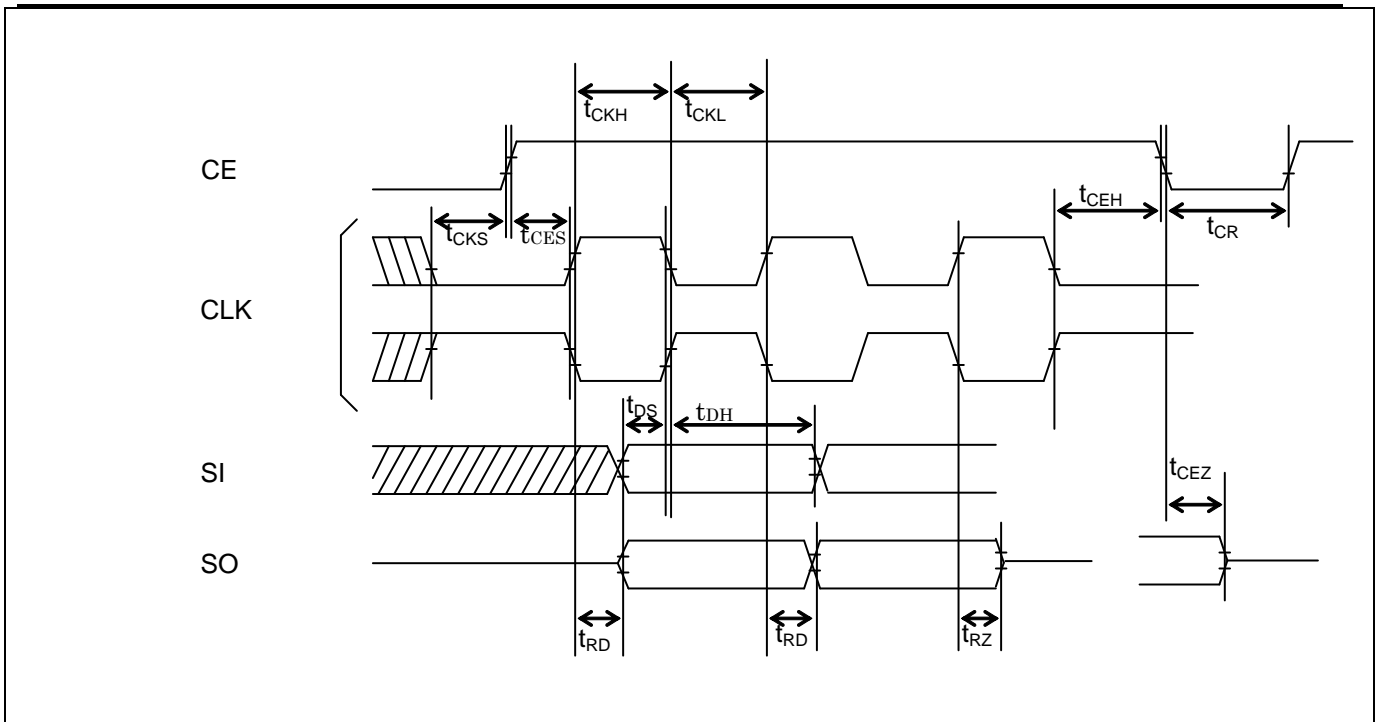 tCKH tCKL
CE
tCEH
tCKS tCES tCR
CLK
tDS tDH
SI
tCEZ
SO
tRD tRD tRZ